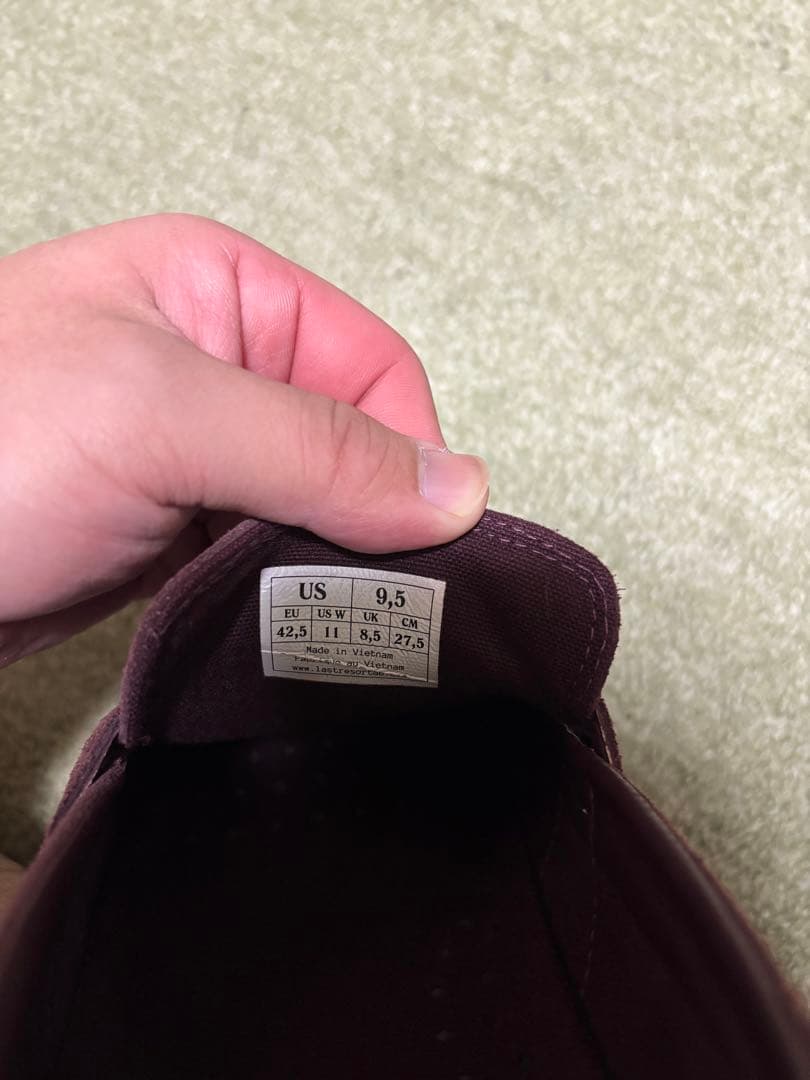 US 9,5
EU US W UK CM
42,5 11 8,5 27,5
Made in Vietnam
Fabriqué au Vietnam